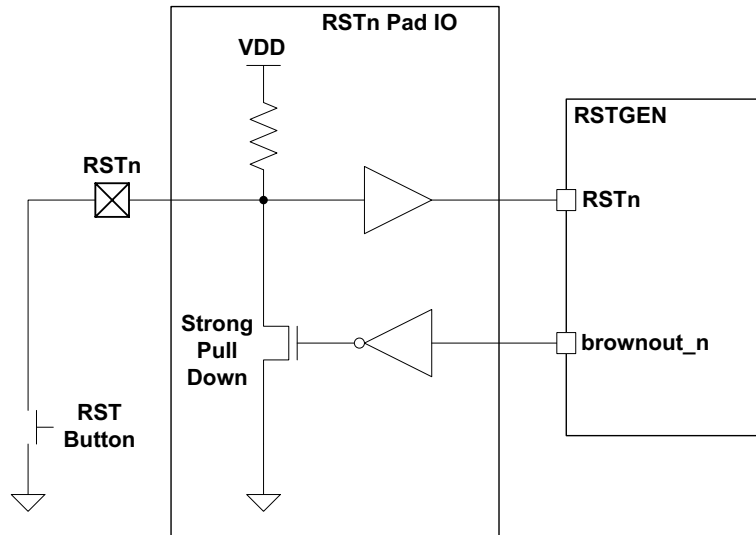 RSTn Pad IO
VDD
RSTGEN
RSTn
RSTn
Strong
Pull
Down
brownout_n
RST
Button